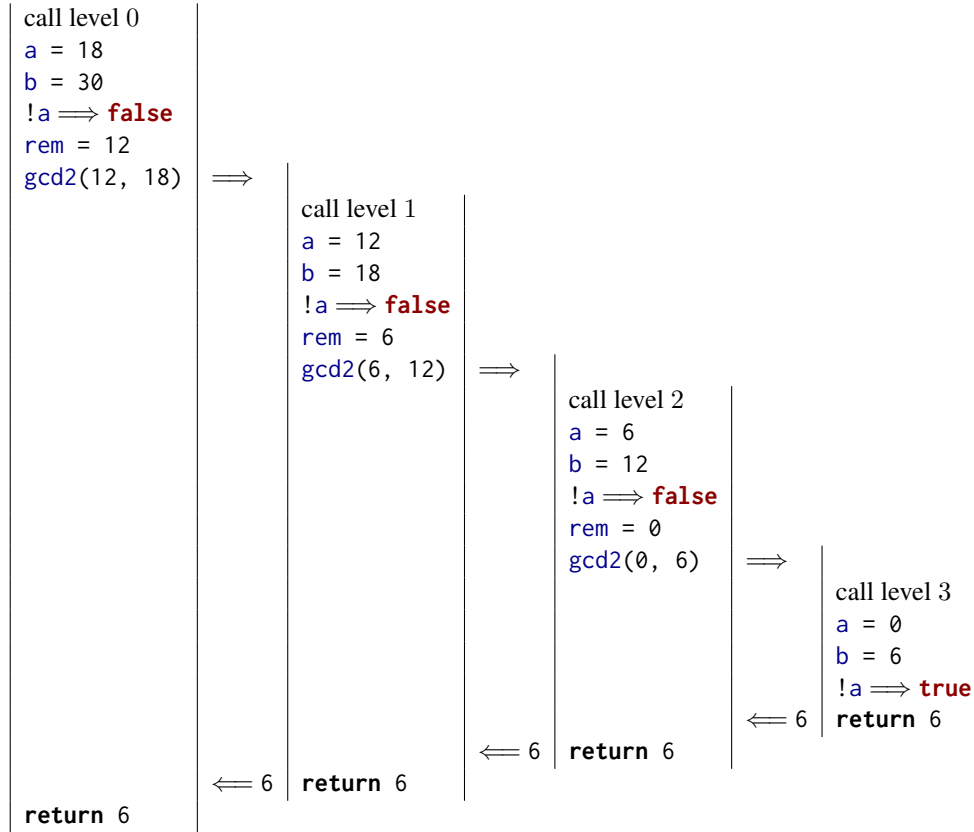 call level 0
a = 18
b = 30
!a ⟹ false
rem = 12
gcd2(12, 18) ⟹
call level 1
a = 12
b = 18
!a ⟹ false
rem = 6
gcd2(6, 12) ⟹
call level 2
a = 6
b = 12
!a ⟹ false
rem = 0
gcd2(0, 6) ⟹
call level 3
a = 0
b = 6
!a ⟹ true
⟸ 6 return 6
⟸ 6 return 6
⟸ 6 return 6
return 6